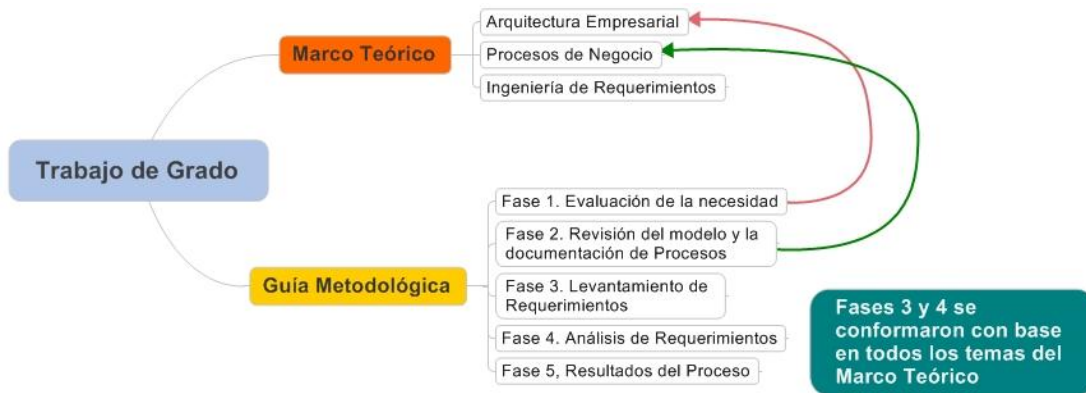 Arquitectura Empresarial
Marco Teórico
Procesos de Negocio
Ingeniería de Requerimientos
Trabajo de Grado
Fase 1. Evaluación de la necesidad
Fase 2. Revisión del modelo y la
documentación de Procesos
Guía Metodológica
Fase 3. Levantamiento de
Requerimientos
Fase 4. Análisis de Requerimientos
Fase 5, Resultados del Proceso
Fases 3 y 4 se
conformaron con base
en todos los temas del
Marco Teórico